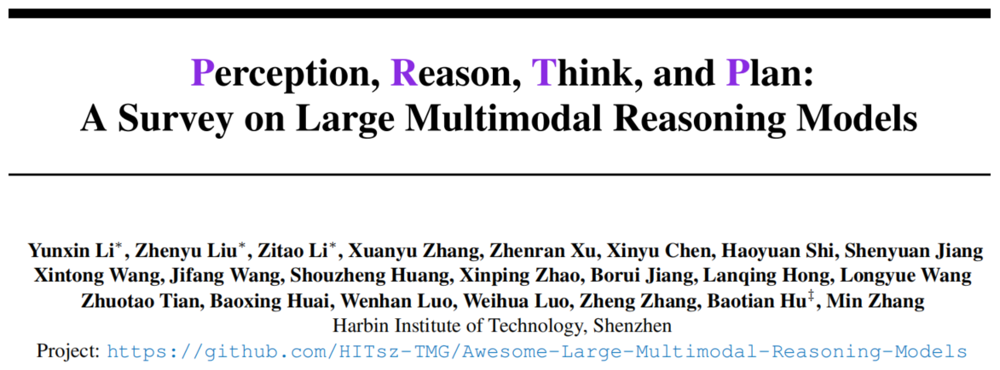 Perception, Reason, Think, and Plan:
A Survey on Large Multimodal Reasoning Models
Yunxin Li*, Zhenyu Liu*, Zitao Li*, Xuanyu Zhang, Zhenran Xu, Xinyu Chen, Haoyuan Shi, Shenyuan Jiang
Xintong Wang, Jifang Wang, Shouzheng Huang, Xinping Zhao, Borui Jiang, Lanqing Hong, Longyue Wang
Zhuotao Tian, Baoxing Huai, Wenhan Luo, Weihua Luo, Zheng Zhang, Baotian Hu‡, Min Zhang
Harbin Institute of Technology, Shenzhen
Project: https://github.com/HITsz-TMG/Awesome-Large-Multimodal-Reasoning-Models